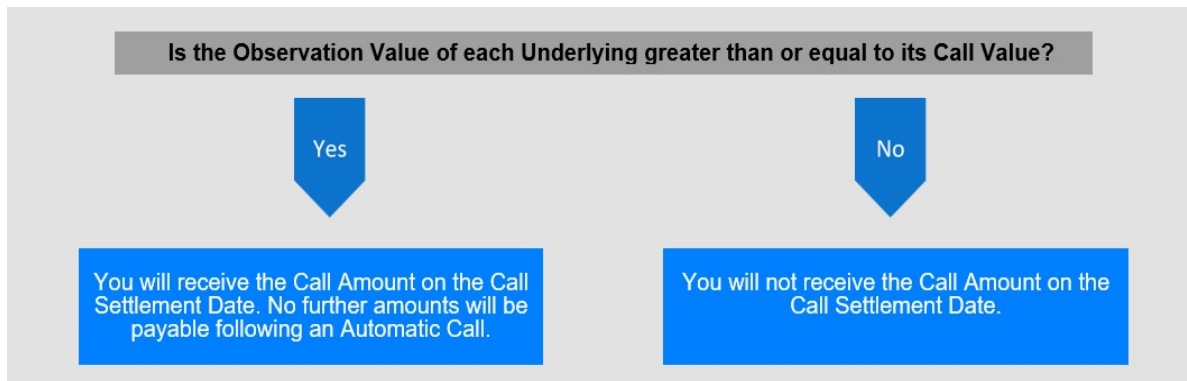 Is the Observation Value of each Underlying greater than or equal to its Call Value?
Yes
No
You will receive the Call Amount on the Call
Settlement Date. No further amounts will be
payable following an Automatic Call.
You will not receive the Call Amount on the
Call Settlement Date.